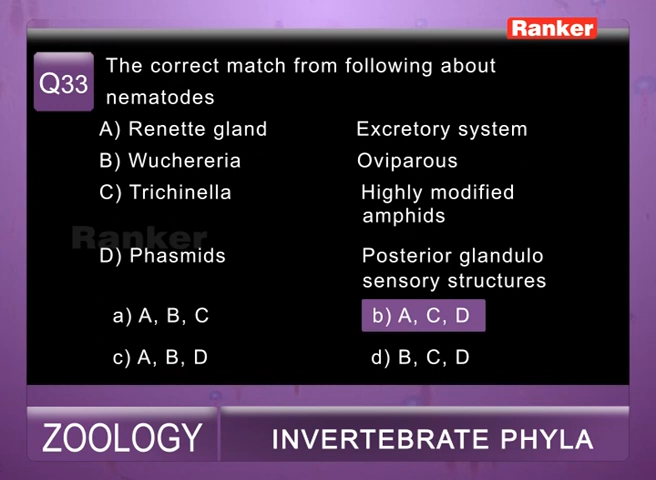 Ranker
Q33 The correct match from following about
nematodes
A) Renette gland Excretory system
B) Wuchereria Oviparous
C) Trichinella Highly modified
amphids
Ranker
D) Phasmids Posterior glandulo
sensory structures
a) A, B, C b) A, C, D
c) A, B, D d) B, C, D
ZOOLOGY INVERTEBRATE PHYLA